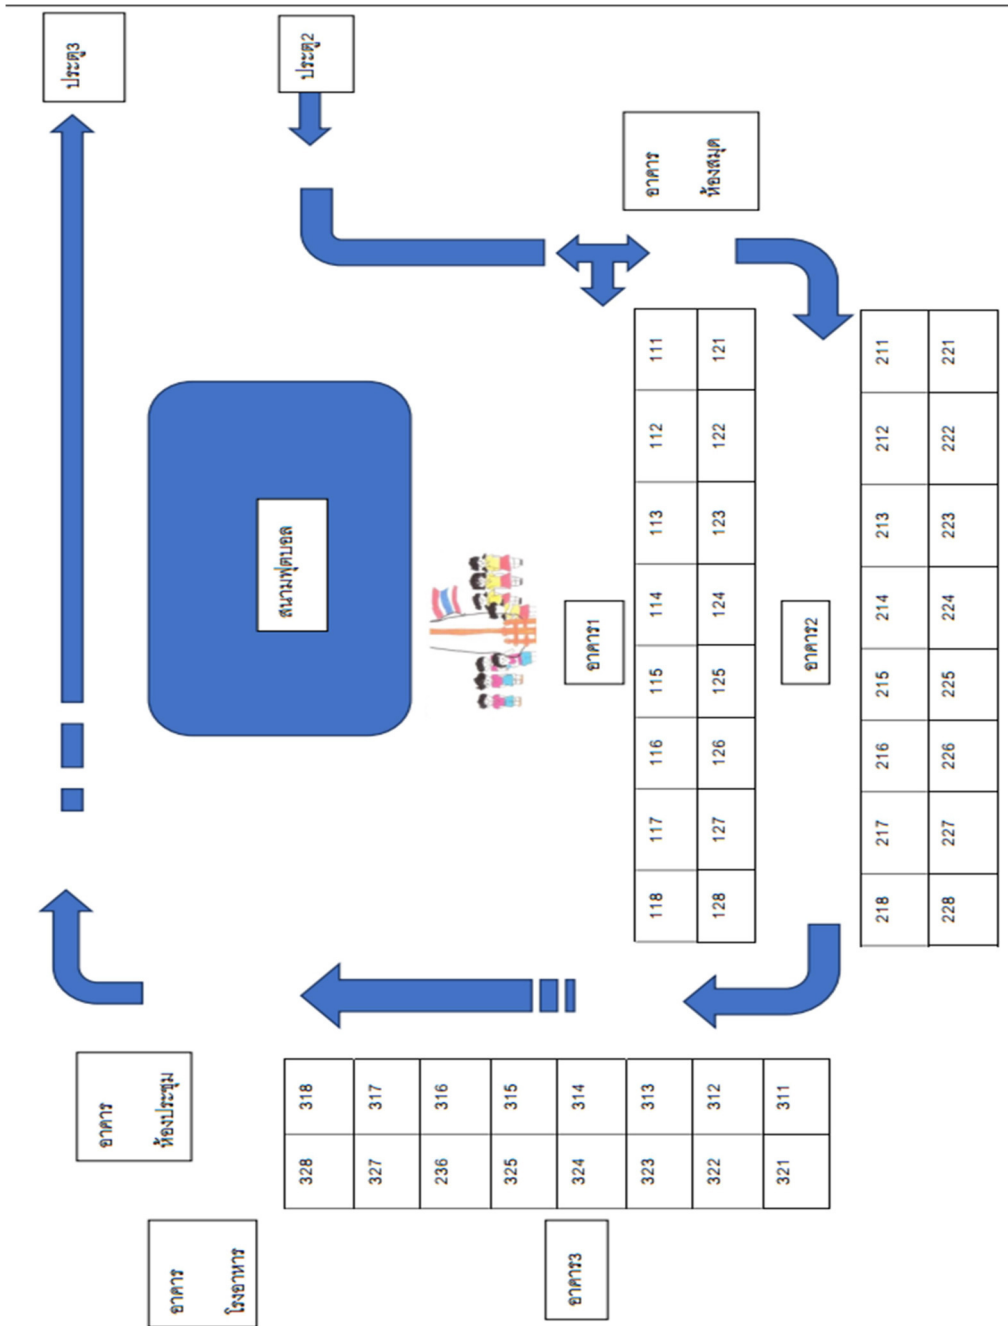 ประตู3
อาคาร
ห้องประชุม
อาคาร
โรงอาหาร
สนามฟุตบอล
ประตู2
328 318
327 317
236 316
325 315
324 314
323 313
322 312
321 311
อาคาร3
อาคาร1
อาคาร
ห้องสมุด
118 117 116 115 114 113 112 111
128 127 126 125 124 123 122 121
อาคาร2
218 217 216 215 214 213 212 211
228 227 226 225 224 223 222 221